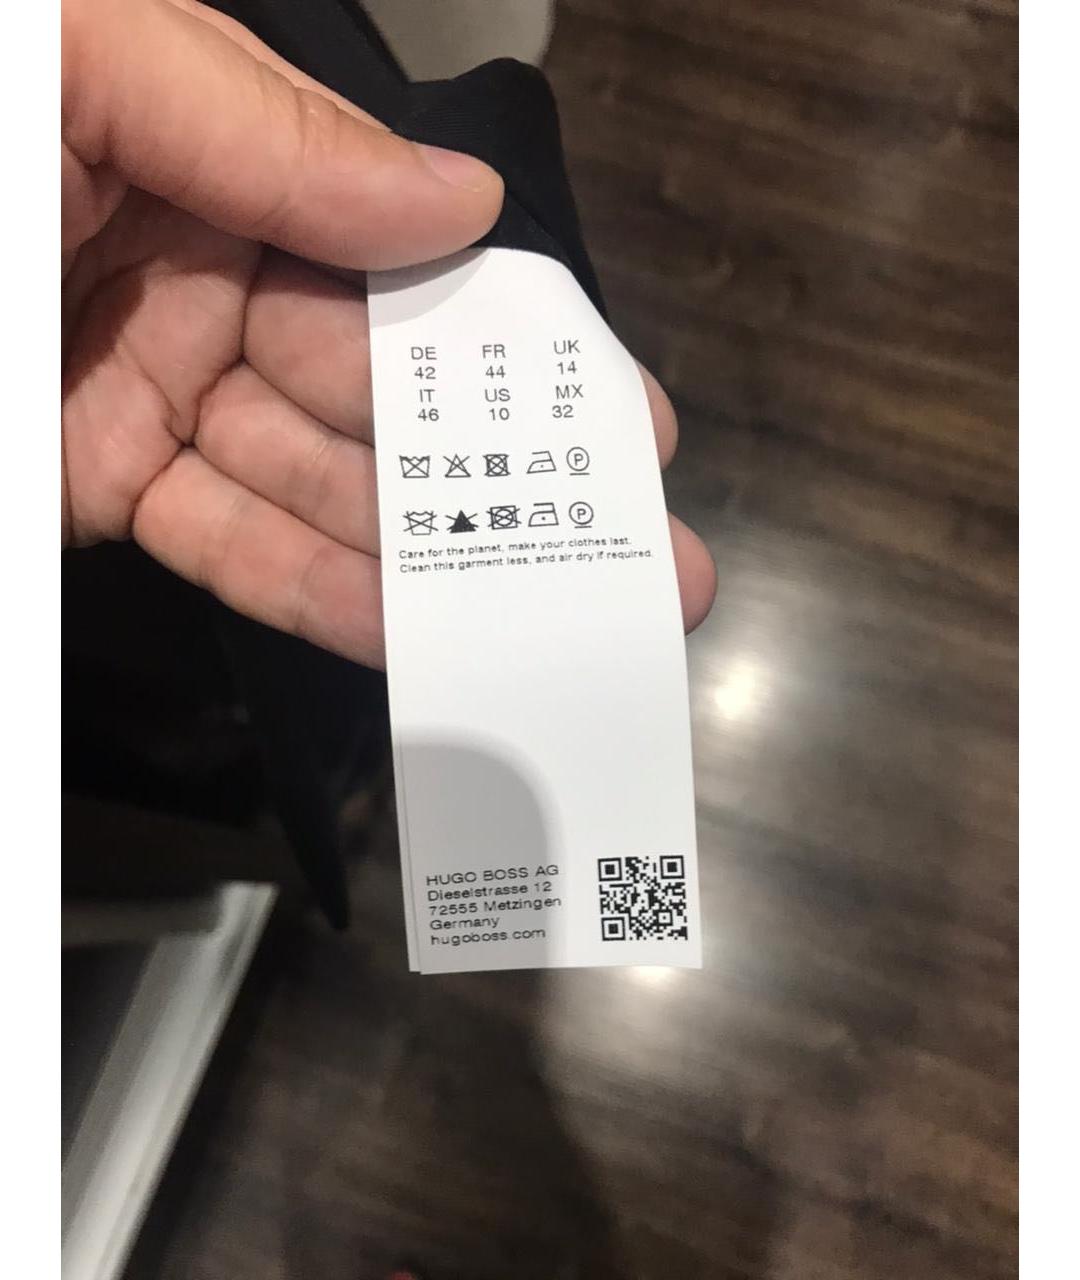 DE FR UK
42 44 14
IT US MX
46 10 32
P
P
Care for the planet, make your clothes last.
Clean this garment less, and air dry if required.
HUGO BOSS AG
Dieselstrasse 12
72555 Metzingen
Germany
hugoboss.com